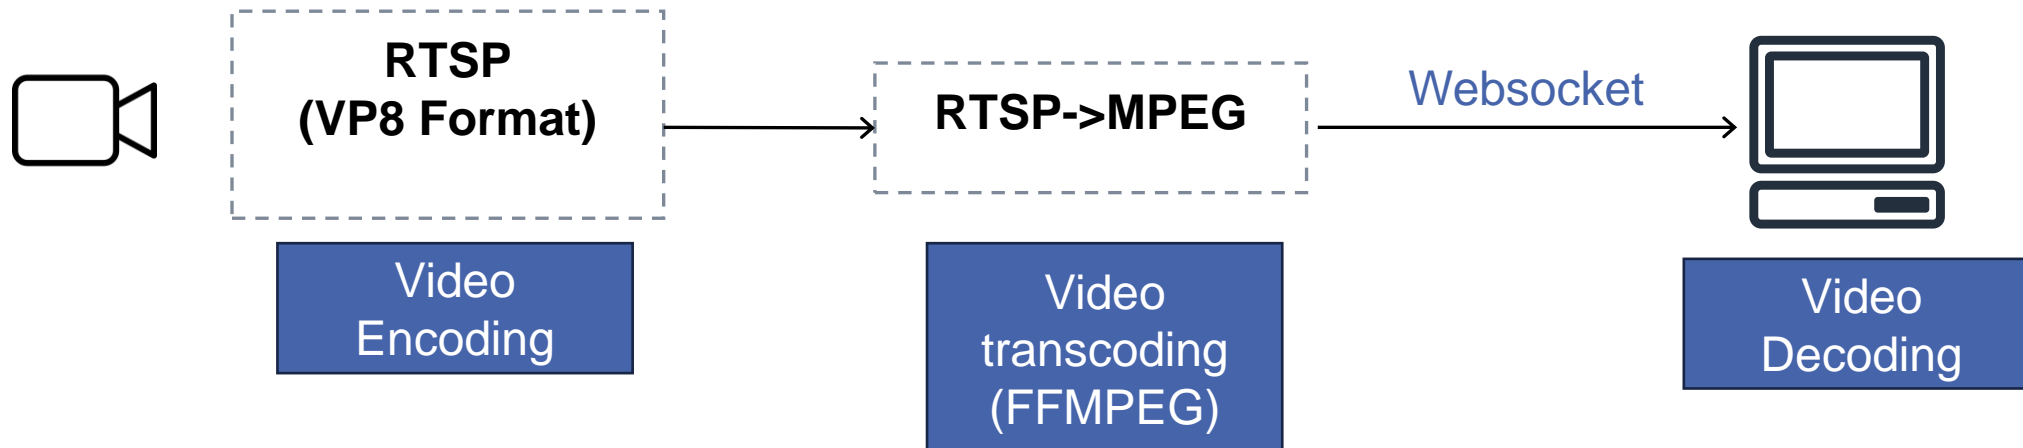 RTSP
(VP8 Format)
RTSP->MPEG
Websocket
Video
Encoding
Video
transcoding
(FFMPEG)
Video
Decoding